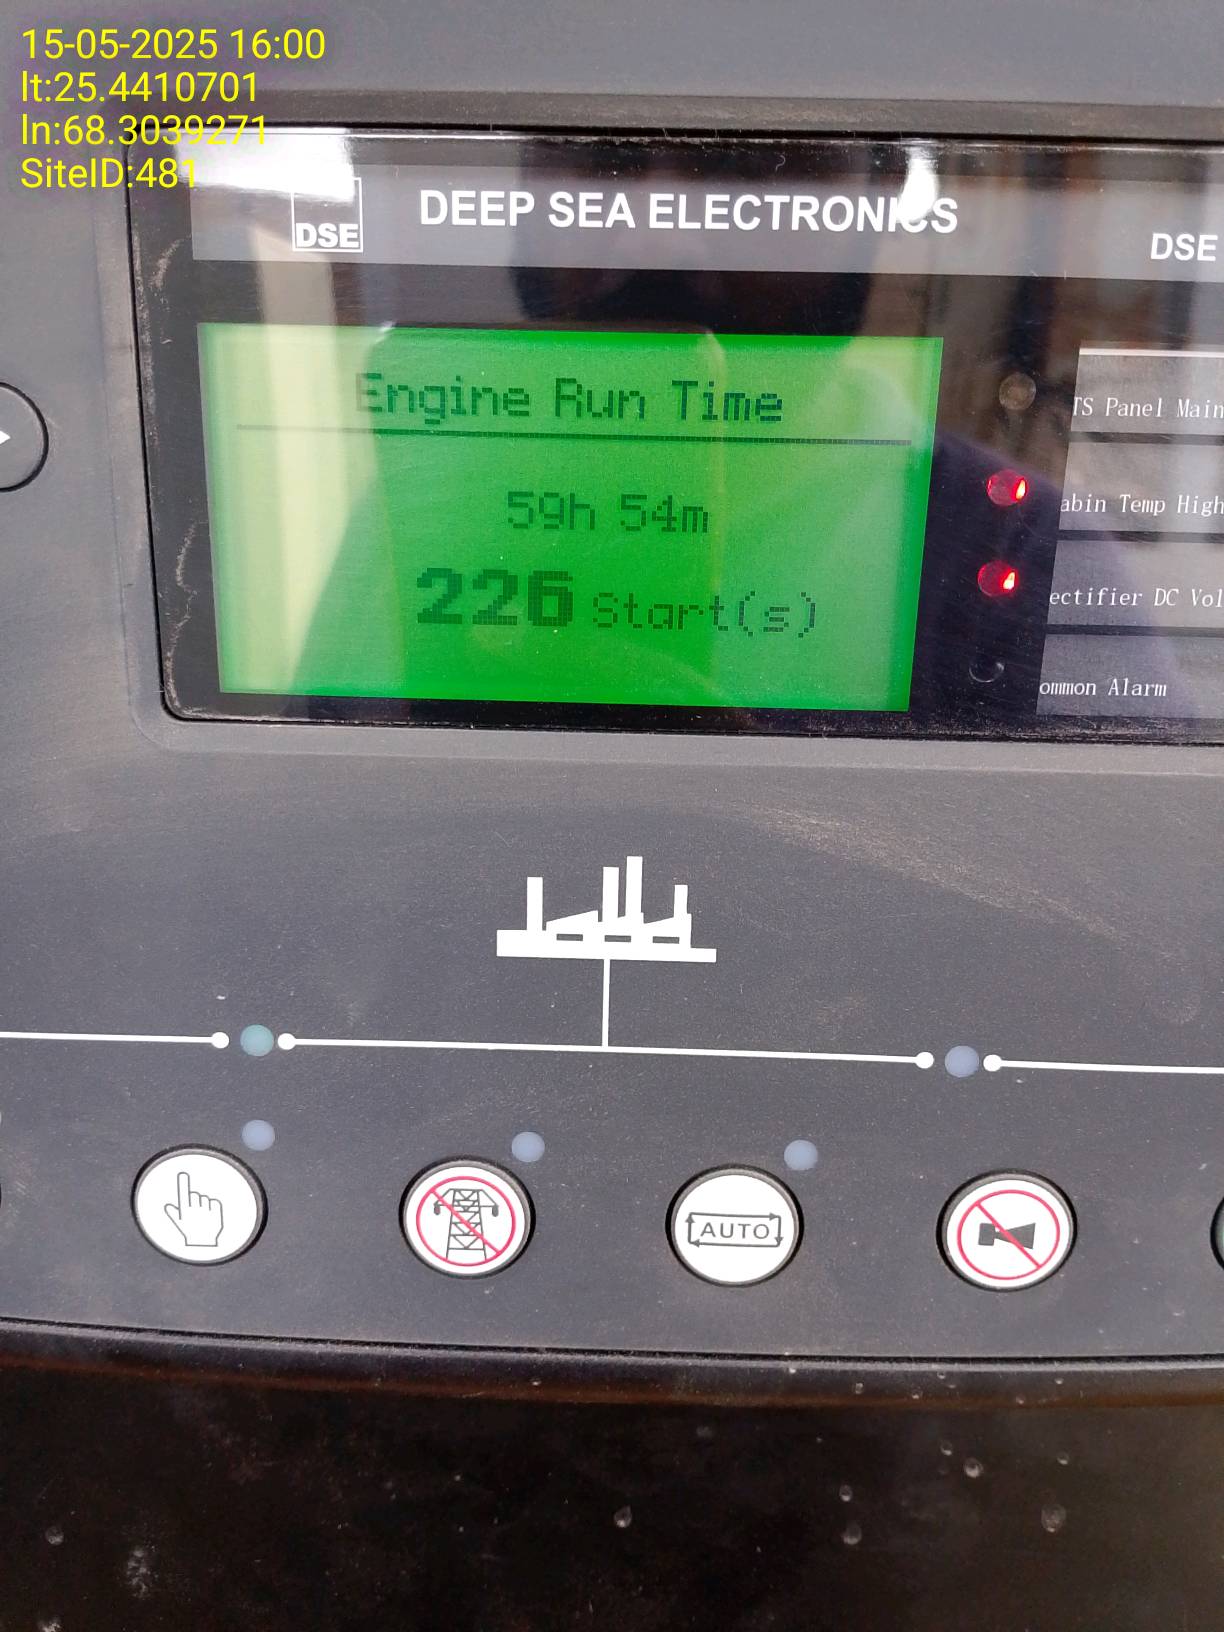 15-05-2025 16:00
lt:25.4410701
ln:68.3039271
SiteID:481
DSE
DEEP SEA ELECTRONICS
DSE
Engine Run Time
59h 54m
226 Start(s)
TS Panel Main
abin Temp High
ectifier DC Vol
ommon Alarm
AUTO